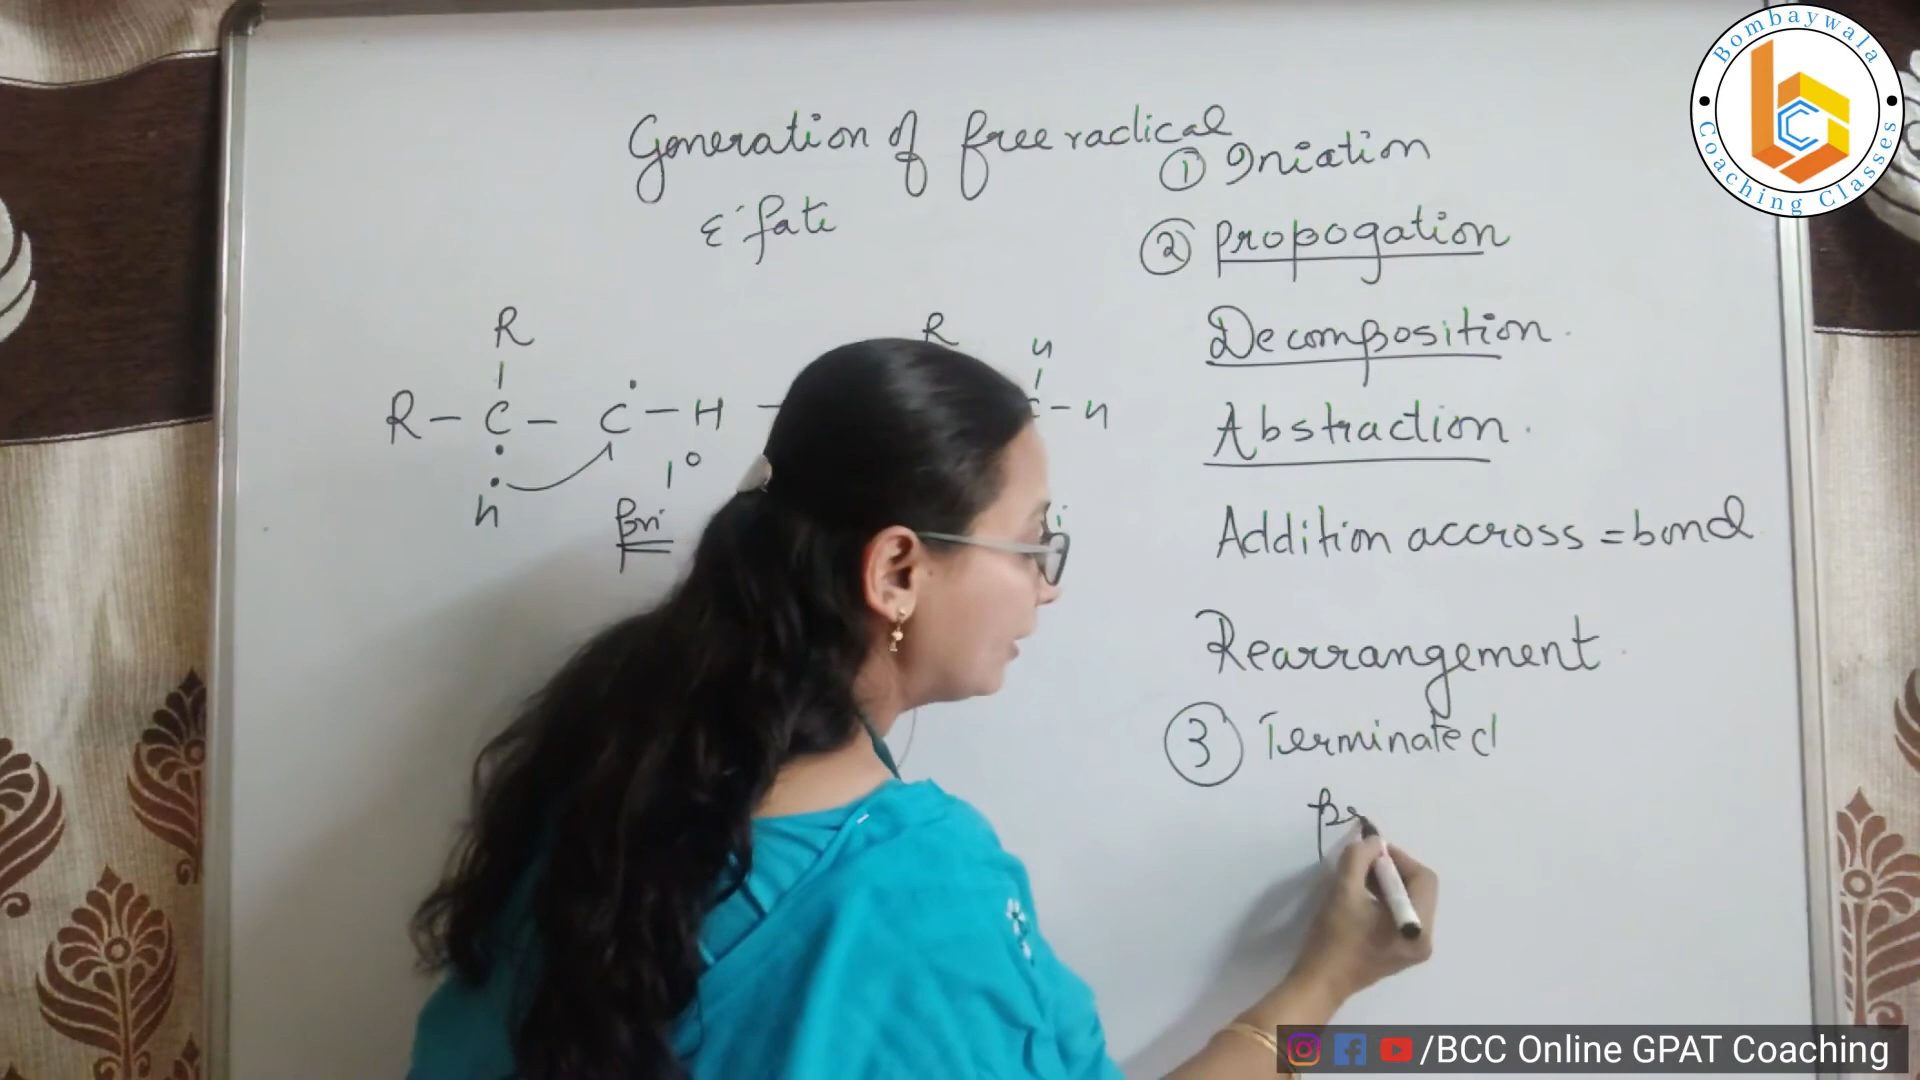 Bombaywala
Coaching Classes
Generation of free radical
& fate
① Iniation
② Propogation
Decomposition.
Abstraction.
Addition accross = bond
Rearrangement
③ Terminated
R
R - C - C - H
H
1°
Pri
R
H
C - H
/BCC Online GPAT Coaching